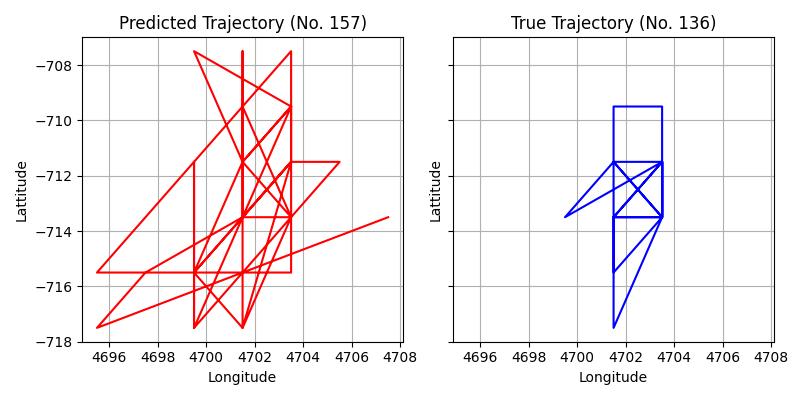 Predicted Trajectory (No. 157)
True Trajectory (No. 136)
−708
−710
−712
−714
−716
−718
Lattitude
Lattitude
4696 4698 4700 4702 4704 4706 4708
4696 4698 4700 4702 4704 4706 4708
Longitude
Longitude